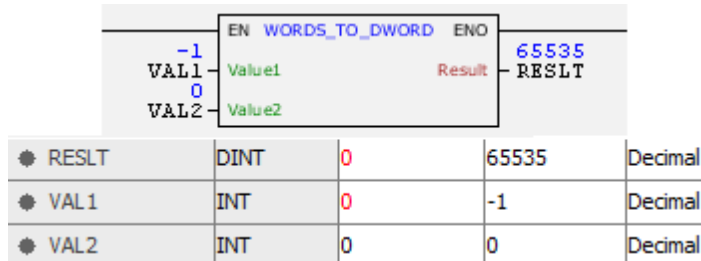 EN WORDS_TO_DWORD ENO
-1 65535
VAL1 Value1 Result RESLT
0
VAL2 Value2
RESLT DINT 0 65535 Decimal
VAL1 INT 0 -1 Decimal
VAL2 INT 0 0 Decimal